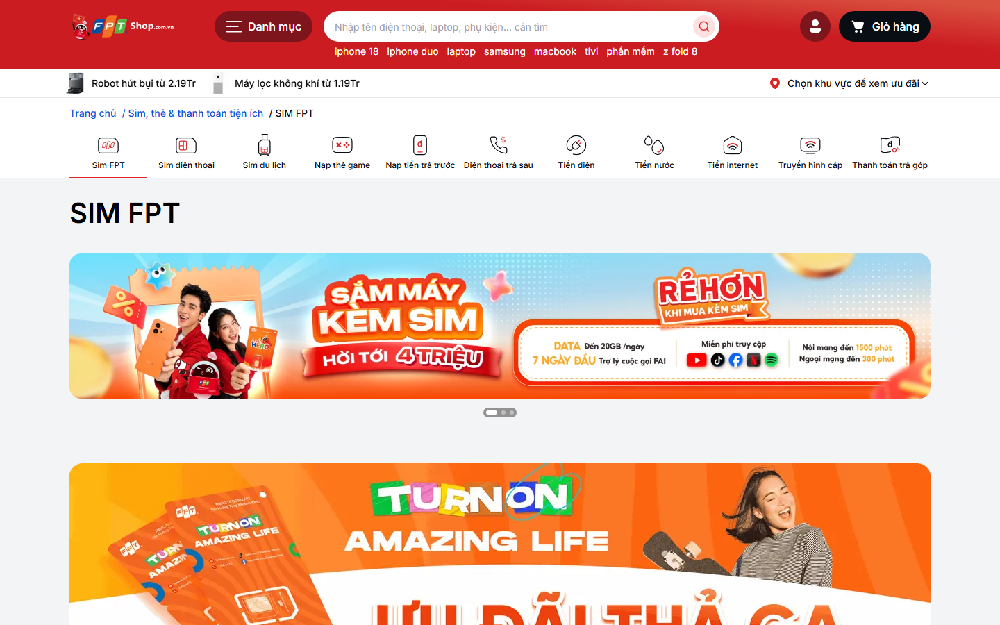 FPT Shop.com.vn
Danh mục
Nhập tên điện thoại, laptop, phụ kiện... cần tìm
Giỏ hàng
iphone 18 iphone duo laptop samsung macbook tivi phần mềm z fold 8
Robot hút bụi từ 2.19Tr
Máy lọc không khí từ 1.19Tr
Chọn khu vực để xem ưu đãi
Trang chủ / Sim, thẻ & thanh toán tiện ích / SIM FPT
Sim FPT
Sim điện thoại
Sim du lịch
Nạp thẻ game
Nạp tiền trả trước
Điện thoại trả sau
Tiền điện
Tiền nước
Tiền internet
Truyền hình cáp
Thanh toán trả góp
SIM FPT
SẮM MÁY
KÈM SIM
HỜI TỚI 4 TRIỆU
RẺ HƠN
KHI MUA KÈM SIM
DATA Đến 20GB /ngày
7 NGÀY ĐẦU Trợ lý cuộc gọi FAI
Miễn phí truy cập
Nội mạng đến 1500 phút
Ngoại mạng đến 300 phút
HERO
FPT
TURN ON
AMAZING LIFE
MẠNG DI ĐỘNG FPT
FPT
TURN ON
AMAZING LIFE
FPT
ƯU ĐÃI THẢ GA